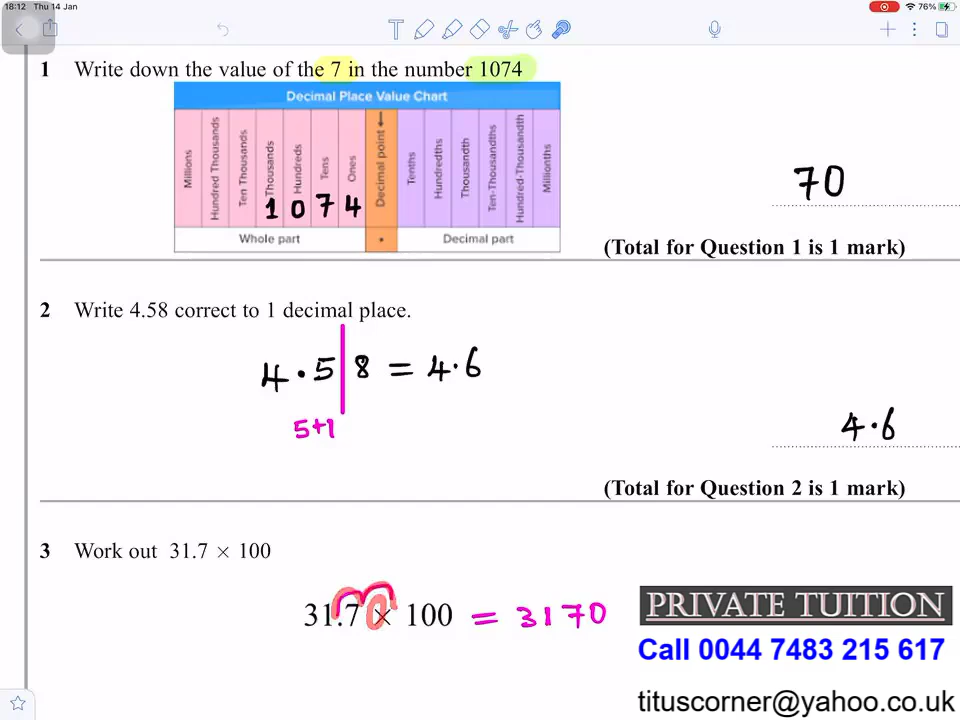 18:12 Thu 14 Jan
76%
1 Write down the value of the 7 in the number 1074
Decimal Place Value Chart
Millions
Hundred Thousands
Ten Thousands
Thousands
Hundreds
Tens
Ones
Decimal point
Tenths
Hundredths
Thousandth
Ten-Thousandths
Hundred-Thousandth
Millionths
1 0 7 4
Whole part . Decimal part
70
(Total for Question 1 is 1 mark)
2 Write 4.58 correct to 1 decimal place.
4.5|8 = 4.6
5+1
4.6
(Total for Question 2 is 1 mark)
3 Work out 31.7 × 100
31.7 0 × 100 = 3170
PRIVATE TUITION
Call 0044 7483 215 617
tituscorner@yahoo.co.uk